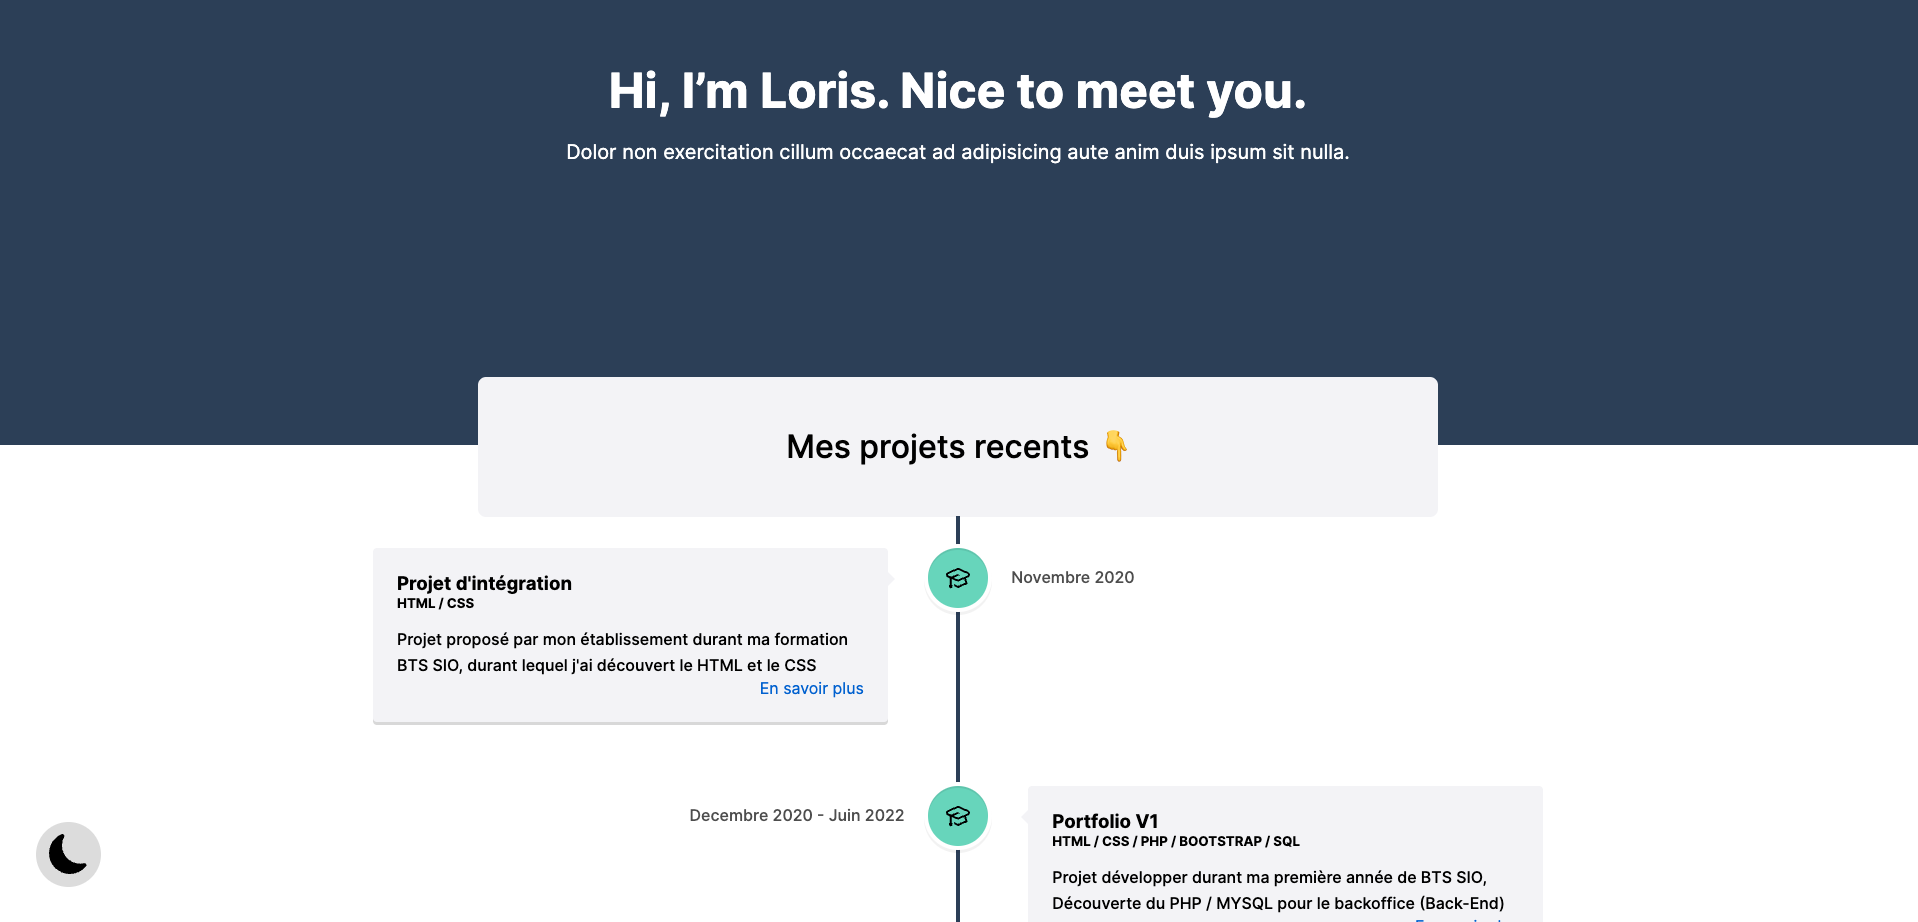 Hi, I’m Loris. Nice to meet you.
Dolor non exercitation cillum occaecat ad adipisicing aute anim duis ipsum sit nulla.
Mes projets recents 👇
Projet d'intégration
HTML / CSS
Projet proposé par mon établissement durant ma formation
BTS SIO, durant lequel j'ai découvert le HTML et le CSS
En savoir plus
Novembre 2020
Decembre 2020 - Juin 2022
Portfolio V1
HTML / CSS / PHP / BOOTSTRAP / SQL
Projet développer durant ma première année de BTS SIO,
Découverte du PHP / MYSQL pour le backoffice (Back-End)